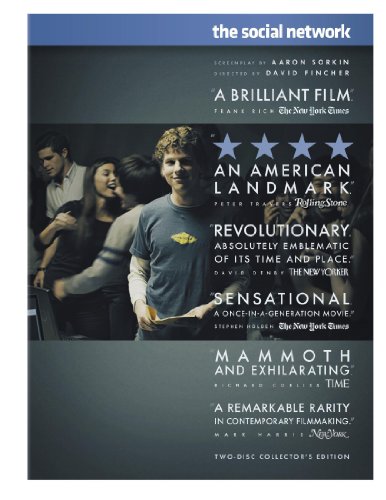 the social network
SCREENPLAY BY AARON SORKIN
DIRECTED BY DAVID FINCHER
"A BRILLIANT FILM."
FRANK RICH The New York Times
"★★★★
AN AMERICAN
LANDMARK."
PETER TRAVERS RollingStone
"REVOLUTIONARY.
ABSOLUTELY EMBLEMATIC
OF ITS TIME AND PLACE."
DAVID DENBY THE NEW YORKER
"SENSATIONAL.
A ONCE-IN-A-GENERATION MOVIE."
STEPHEN HOLDEN The New York Times
"MAMMOTH
AND EXHILARATING."
RICHARD CORLISS TIME
"A REMARKABLE RARITY
IN CONTEMPORARY FILMMAKING."
MARK HARRIS NEW YORK
TWO-DISC COLLECTOR'S EDITION